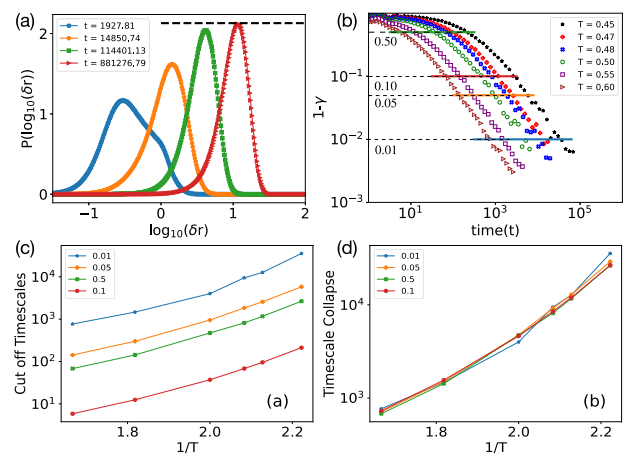 (a)
t = 1927,81
t = 14850,74
t = 114401,13
t = 881276,79
P(log₁₀(δr))
2
1
0
−1
0
1
2
log₁₀(δr)
(b)
T = 0,45
T = 0,47
T = 0,48
T = 0,50
T = 0,55
T = 0,60
0.50
0.10
0.05
0.01
1-γ
10⁻¹
10⁻²
10⁻³
10¹
10³
10⁵
time(t)
(c)
0.01
0.05
0.5
0.1
Cut off Timescales
10⁴
10³
10²
10¹
1.8
2.0
2.2
1/T
(a)
(d)
0.01
0.05
0.5
0.1
Timescale Collapse
10⁴
10³
1.8
2.0
2.2
1/T
(b)